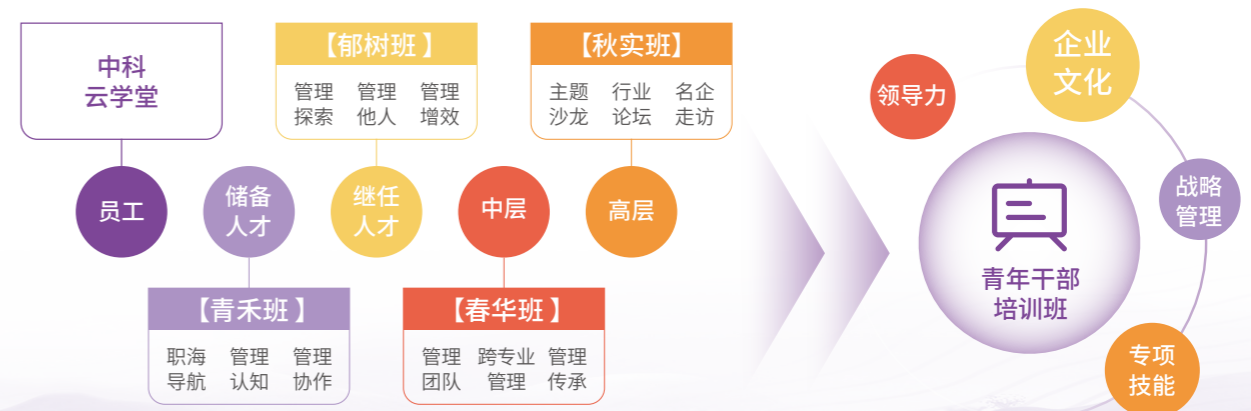 中科
云学堂
【郁树班】
管理 管理 管理
探索 他人 增效
【秋实班】
主题 行业 名企
沙龙 论坛 走访
员工
储备
人才
继任
人才
中层
高层
【青禾班】
职海 管理 管理
导航 认知 协作
【春华班】
管理 跨专业 管理
团队 管理 传承
领导力
企业
文化
战略
管理
青年干部
培训班
专项
技能